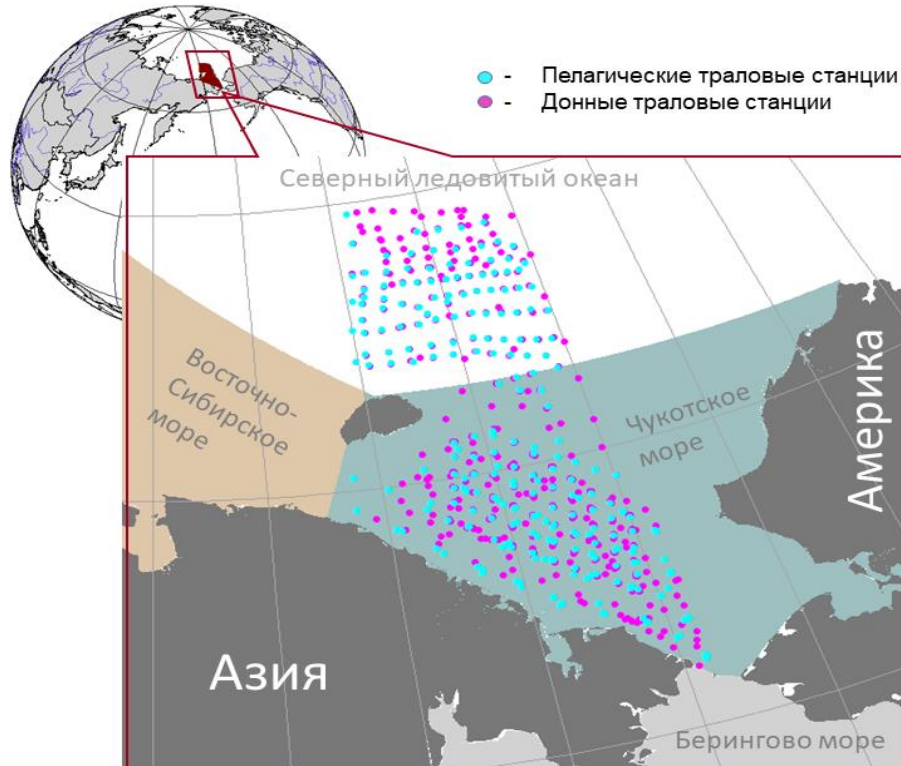 - Пелагические траловые станции
- Донные траловые станции
Северный ледовитый океан
Восточно-
Сибирское
море
Чукотское
море
Америка
Азия
Берингово море